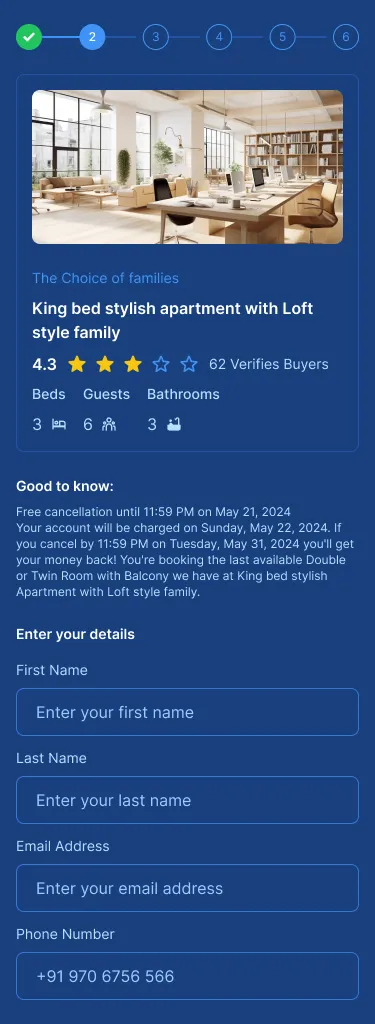 2 3 4 5 6
The Choice of families
King bed stylish apartment with Loft
style family
4.3 62 Verifies Buyers
Beds Guests Bathrooms
3 6 3
Good to know:
Free cancellation until 11:59 PM on May 21, 2024
Your account will be charged on Sunday, May 22, 2024. If
you cancel by 11:59 PM on Tuesday, May 31, 2024 you'll get
your money back! You're booking the last available Double
or Twin Room with Balcony we have at King bed stylish
Apartment with Loft style family.
Enter your details
First Name
Enter your first name
Last Name
Enter your last name
Email Address
Enter your email address
Phone Number
+91 970 6756 566